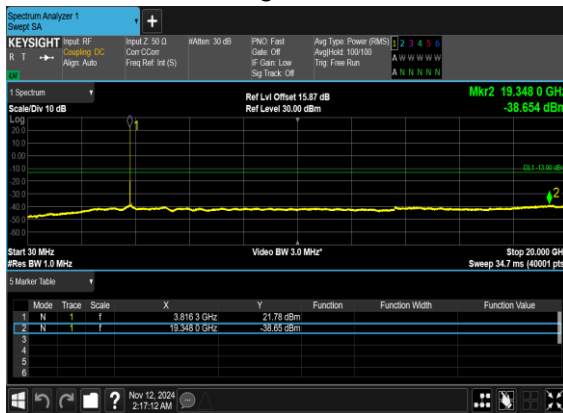 Spectrum Analyzer 1
Swept SA
+
KEYSIGHT Input: RF Input Z: 50 Ω #Atten: 30 dB PNO: Fast Avg Type: Power (RMS) 1 2 3 4 5 6
R T Coupling: DC Corr CCorr Gate: Off Avg|Hold: 100/100 A W W W W W
Align: Auto Freq Ref: Int (S) IF Gain: Low Trig: Free Run
Sig Track: Off A N N N N N
1 Spectrum Ref Lvl Offset 15.87 dB Mkr2 19.348 0 GHz
Scale/Div 10 dB Ref Level 30.00 dBm -38.654 dBm
Log
20.0 1
10.0
0.00
-10.0 DL1 -13.00 dBm
-20.0
-30.0 2
-40.0
-50.0
-60.0
Start 30 MHz Video BW 3.0 MHz* Stop 20.000 GH
#Res BW 1.0 MHz Sweep 34.7 ms (40001 pts
5 Marker Table
Mode Trace Scale X Y Function Function Width Function Value
1 N 1 f 3.816 3 GHz 21.78 dBm
2 N 1 f 19.348 0 GHz -38.65 dBm
3
4
5
6
? Nov 12, 2024
2:17:12 AM